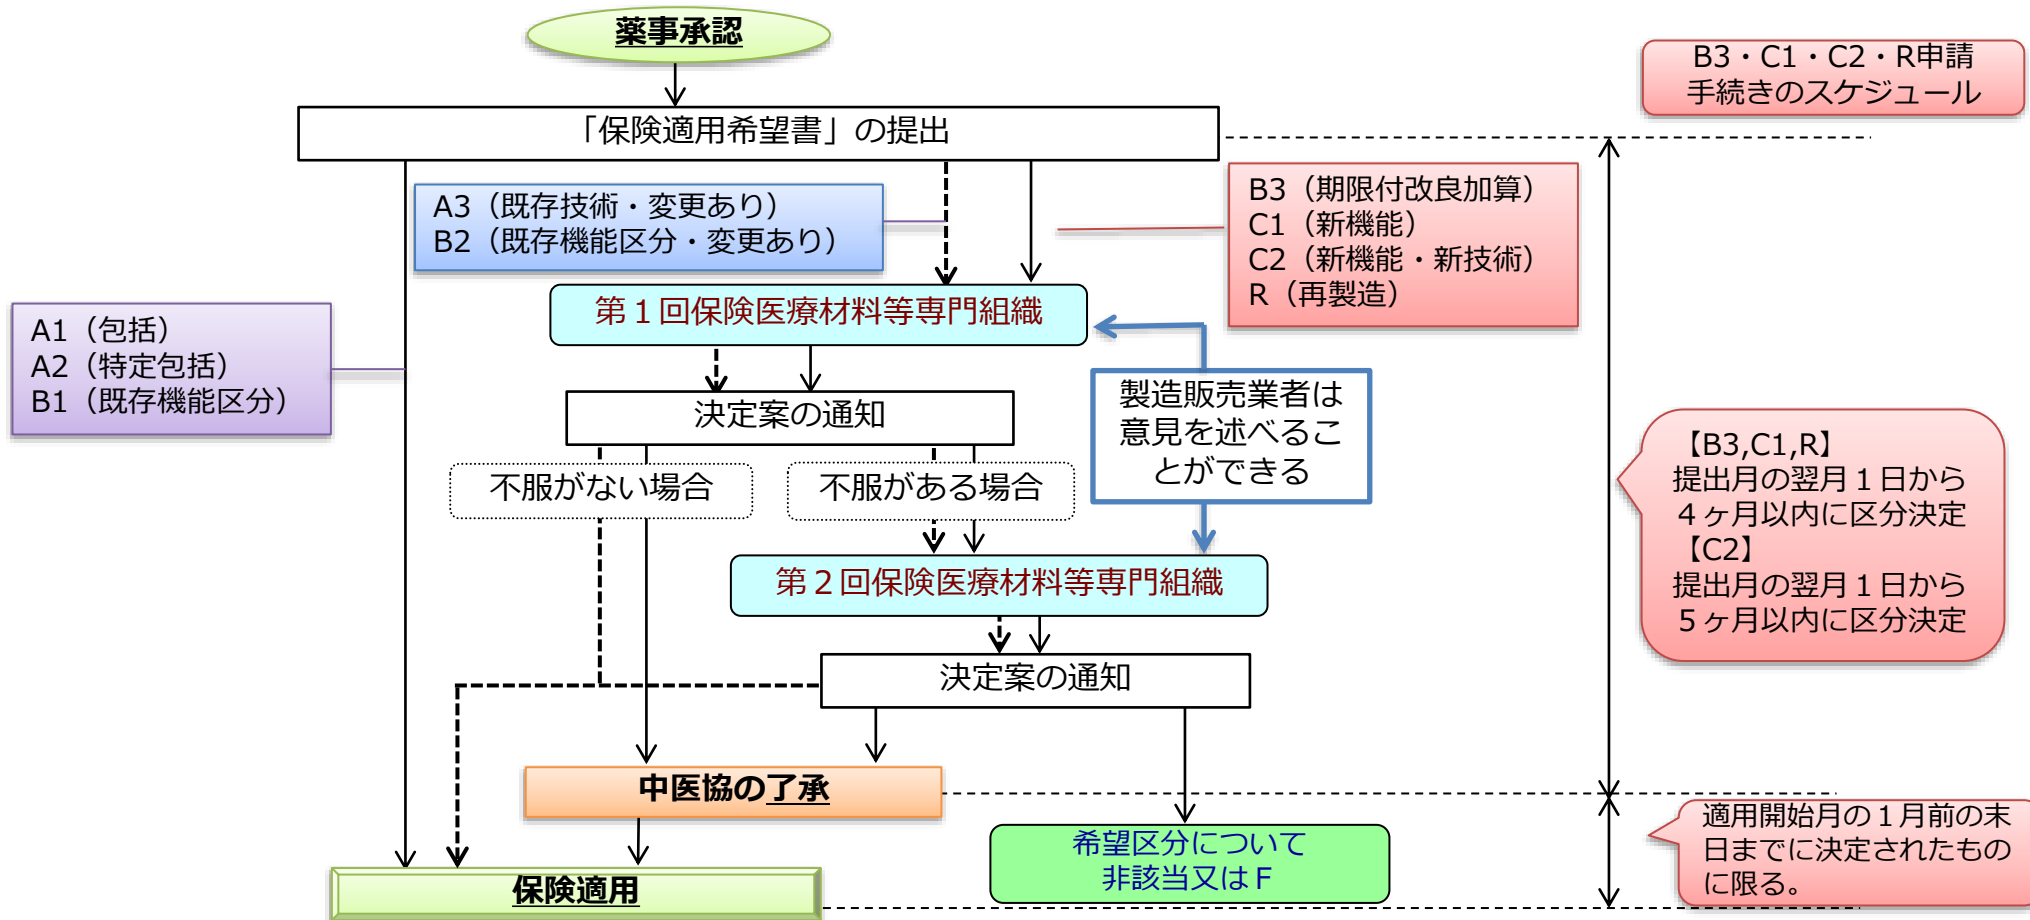 薬事承認
B3・C1・C2・R申請
手続きのスケジュール
「保険適用希望書」の提出
A3（既存技術・変更あり）
B2（既存機能区分・変更あり）
B3（期限付改良加算）
C1（新機能）
C2（新機能・新技術）
R（再製造）
第１回保険医療材料等専門組織
A1（包括）
A2（特定包括）
B1（既存機能区分）
製造販売業者は
意見を述べるこ
とができる
決定案の通知
不服がない場合
不服がある場合
【B3,C1,R】
提出月の翌月１日から
４ヶ月以内に区分決定
【C2】
提出月の翌月１日から
５ヶ月以内に区分決定
第２回保険医療材料等専門組織
決定案の通知
中医協の了承
希望区分について
非該当又はＦ
適用開始月の１月前の末
日までに決定されたもの
に限る。
保険適用